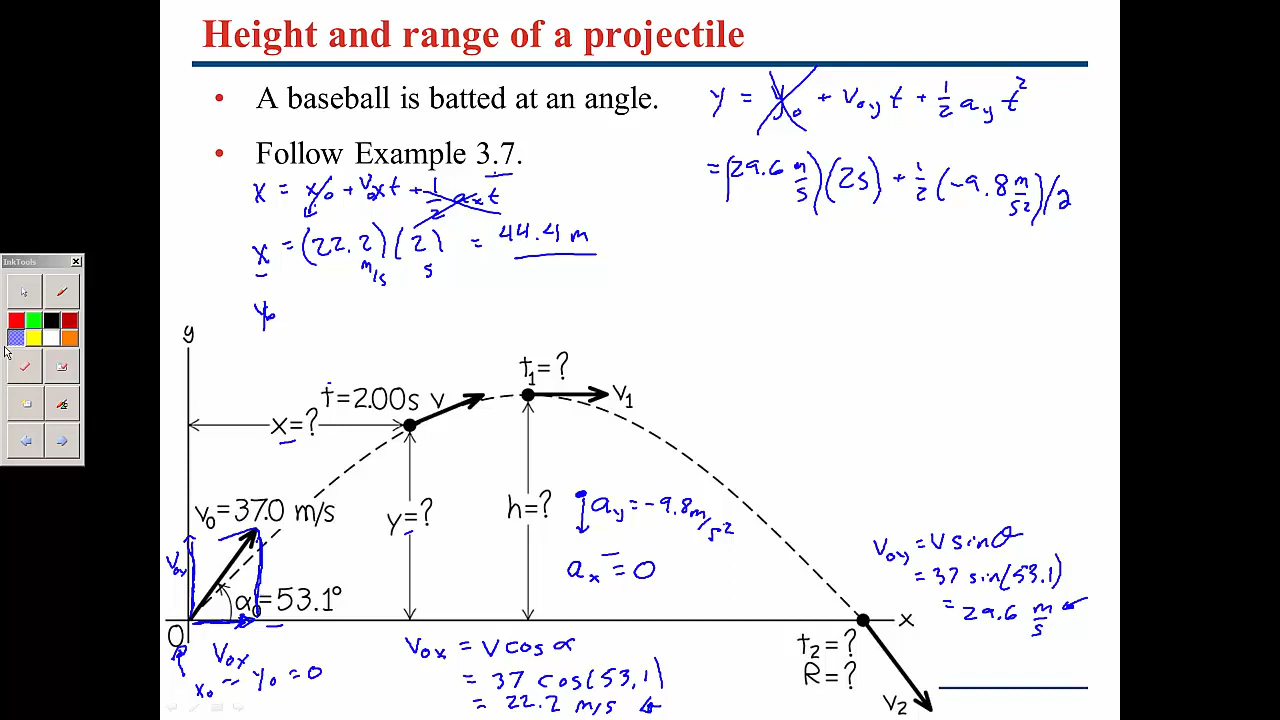 Height and range of a projectile
• A baseball is batted at an angle.
• Follow Example 3.7.
y = y₀ + v₀y t + 1/2 ay t²
= (29.6 m/s)(2s) + 1/2 (-9.8 m/s²)(2
x = x₀ + v₀x t + 1/2 ax t
x = (22.2 m/s)(2 s) = 44.4 m
y₀
InkTools
y
t₁=?
t=2.00s v
v₁
x=?
v₀=37.0 m/s
y=?
h=?
ay = -9.8 m/s²
ax = 0
v₀y
α₀=53.1°
v₀y = v sinθ
= 37 sin(53.1)
= 29.6 m/s
O
x
v₀x
x₀ = y₀ = 0
v₀x = v cos α
= 37 cos(53.1)
= 22.2 m/s
t₂=?
R=?
v₂